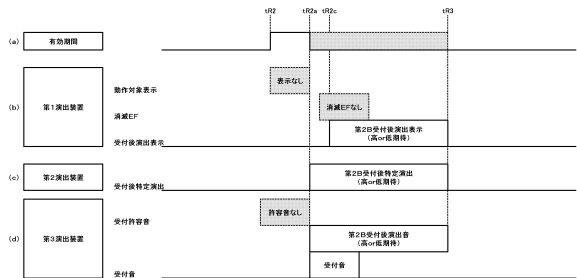 tR2 tR2a tR2c tR3
(a) 有効期間
動作対象表示 表示なし
(b) 第1演出装置 消滅EF 消滅EFなし
受付後演出表示 第2B受付後演出表示
(高or低期待)
(c) 第2演出装置 受付後特定演出 第2B受付後特定演出
(高or低期待)
受付許容音 許容音なし
(d) 第3演出装置 第2B受付後演出音
(高or低期待)
受付音 受付音